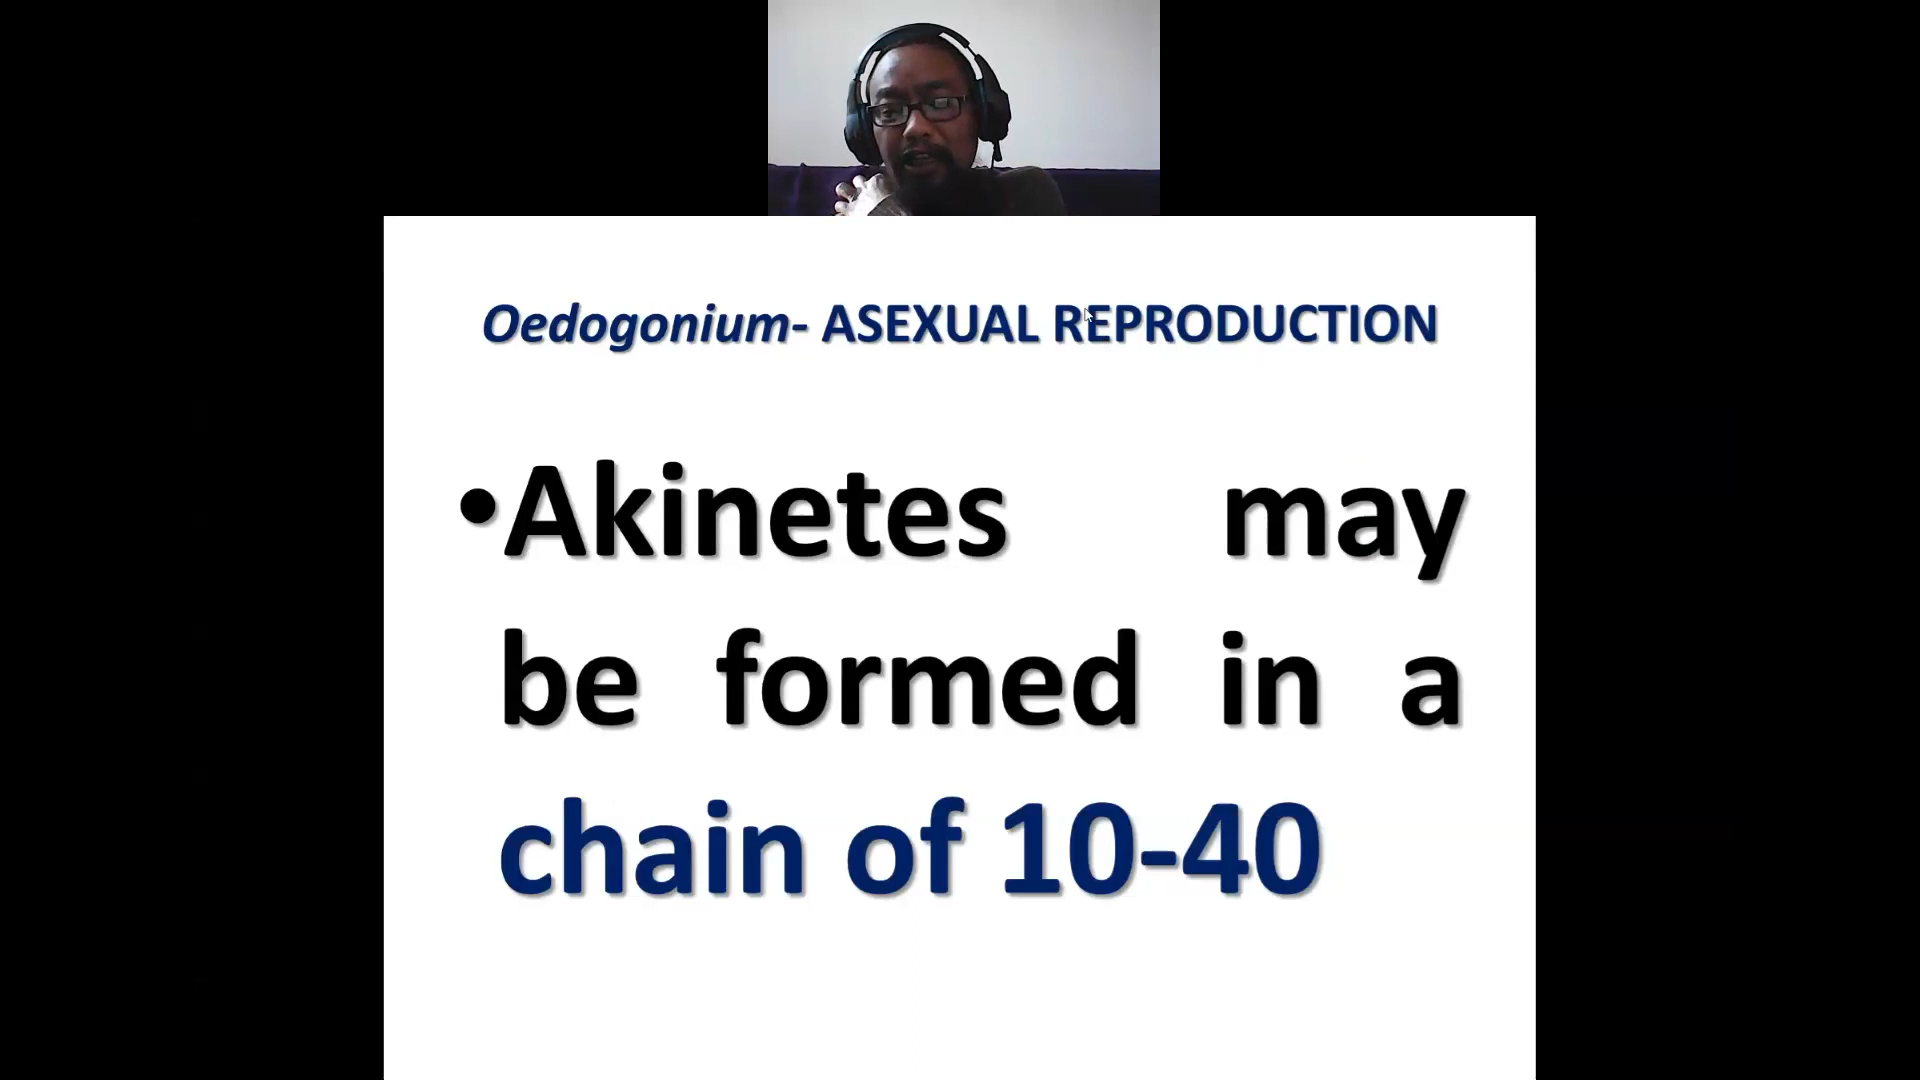 Oedogonium- ASEXUAL REPRODUCTION
•Akinetes may
be formed in a
chain of 10-40